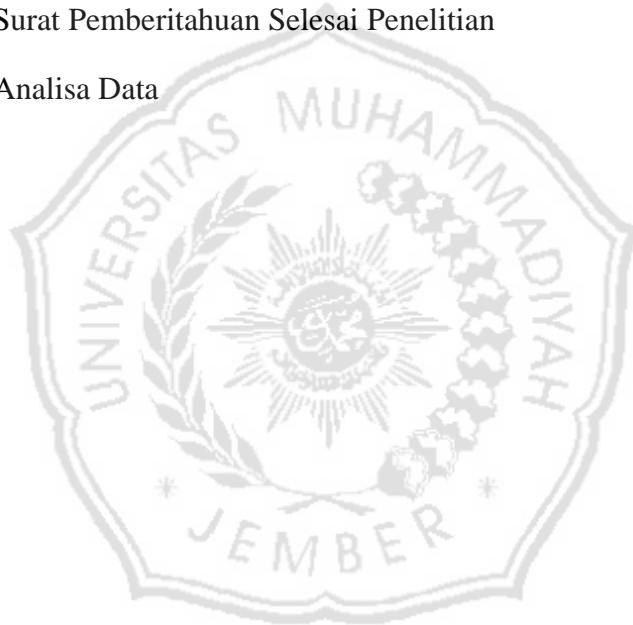 Surat Pemberitahuan Selesai Penelitian
Analisa Data
UNIVERSITAS MUHAMMADIYAH
* JEMBER *